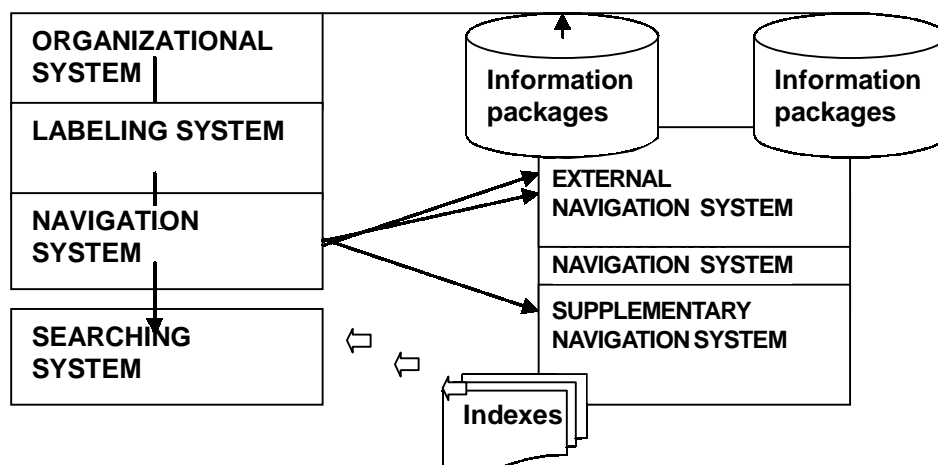 ORGANIZATIONAL
SYSTEM
LABELING SYSTEM
NAVIGATION
SYSTEM
SEARCHING
SYSTEM
Information
packages
Information
packages
EXTERNAL
NAVIGATION SYSTEM
NAVIGATION SYSTEM
SUPPLEMENTARY
NAVIGATION SYSTEM
Indexes